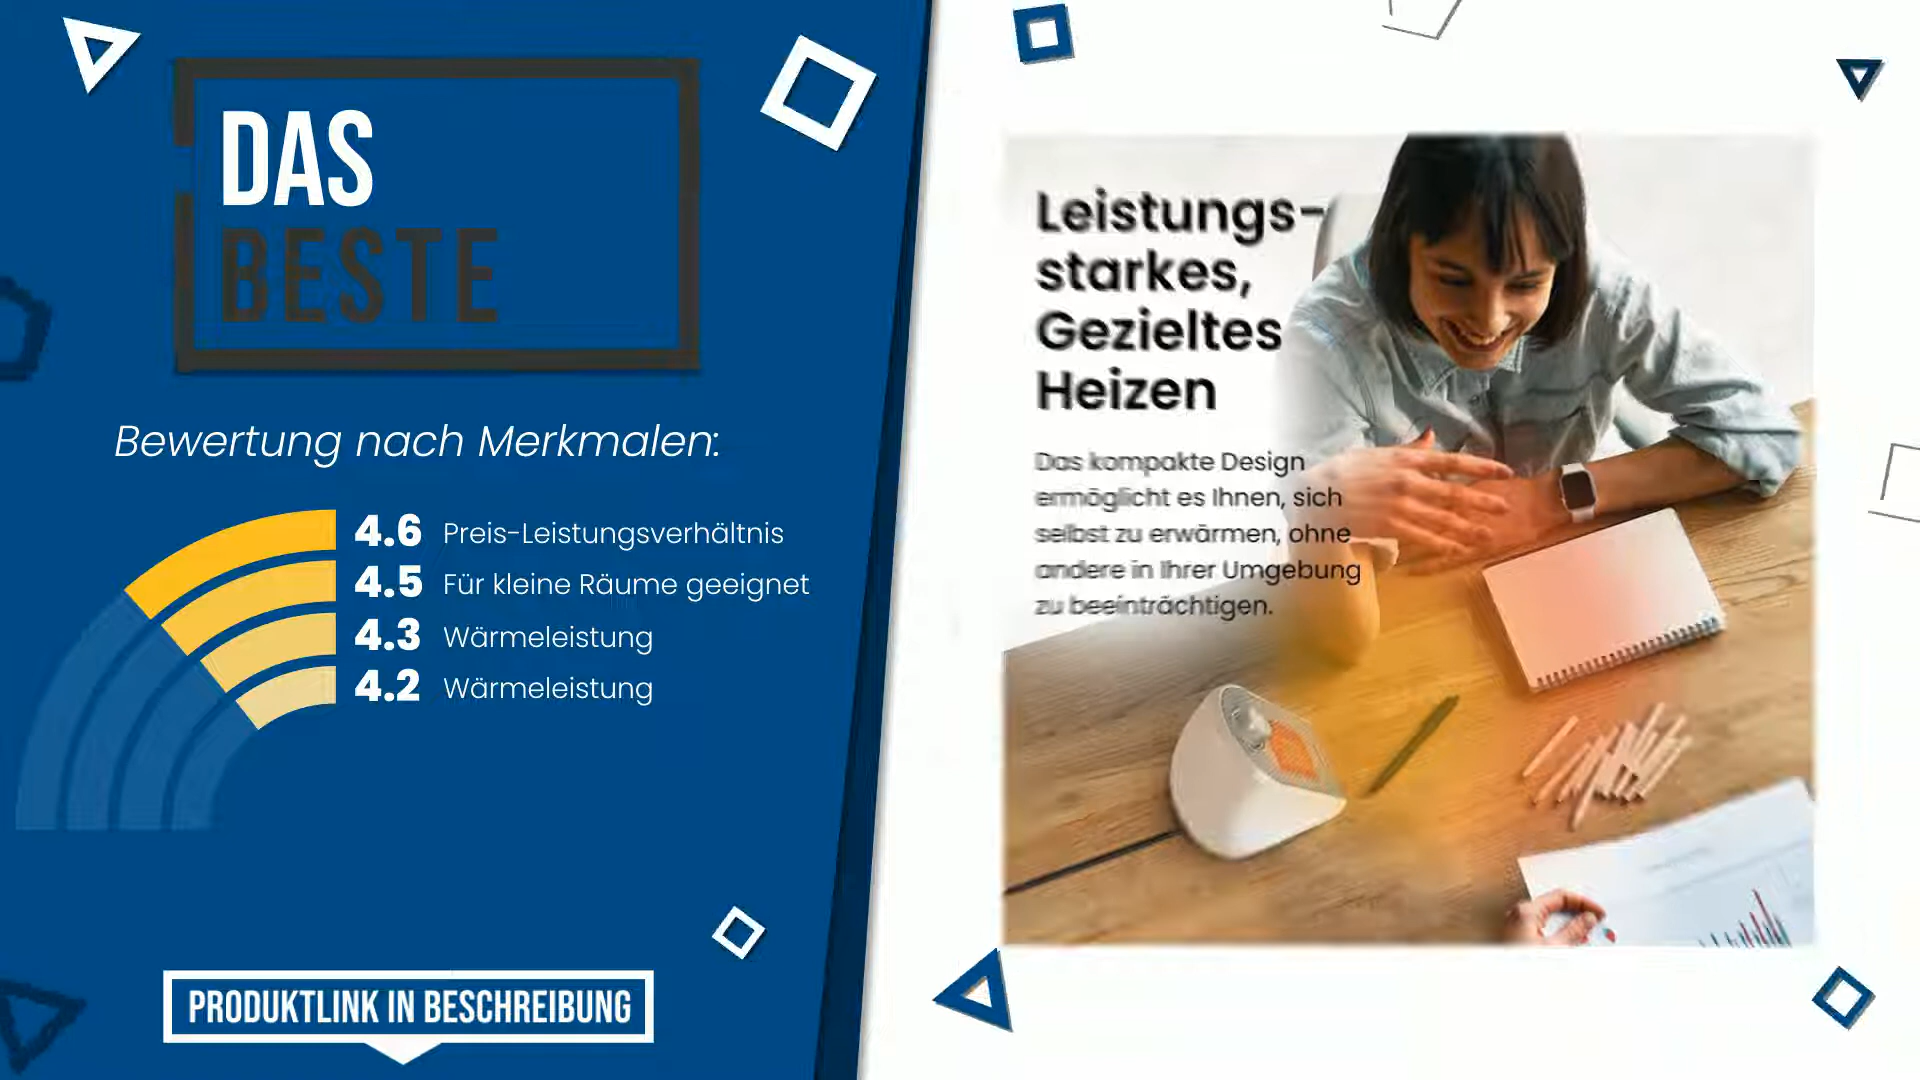 DAS
BESTE
Bewertung nach Merkmalen:
4.6 Preis-Leistungsverhältnis
4.5 Für kleine Räume geeignet
4.3 Wärmeleistung
4.2 Wärmeleistung
PRODUKTLINK IN BESCHREIBUNG
Leistungs-
starkes,
Gezieltes
Heizen
Das kompakte Design
ermöglicht es Ihnen, sich
selbst zu erwärmen, ohne
andere in Ihrer Umgebung
zu beeinträchtigen.